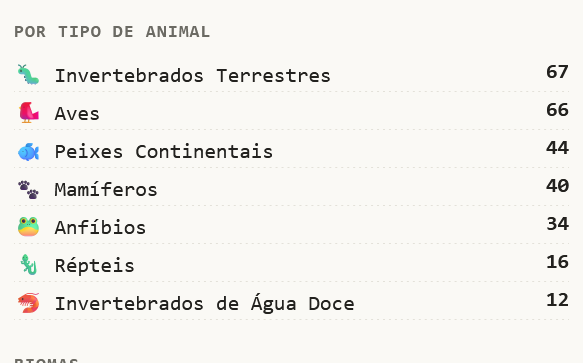 POR TIPO DE ANIMAL
Invertebrados Terrestres 67
Aves 66
Peixes Continentais 44
Mamíferos 40
Anfíbios 34
Répteis 16
Invertebrados de Água Doce 12
BIOMAS